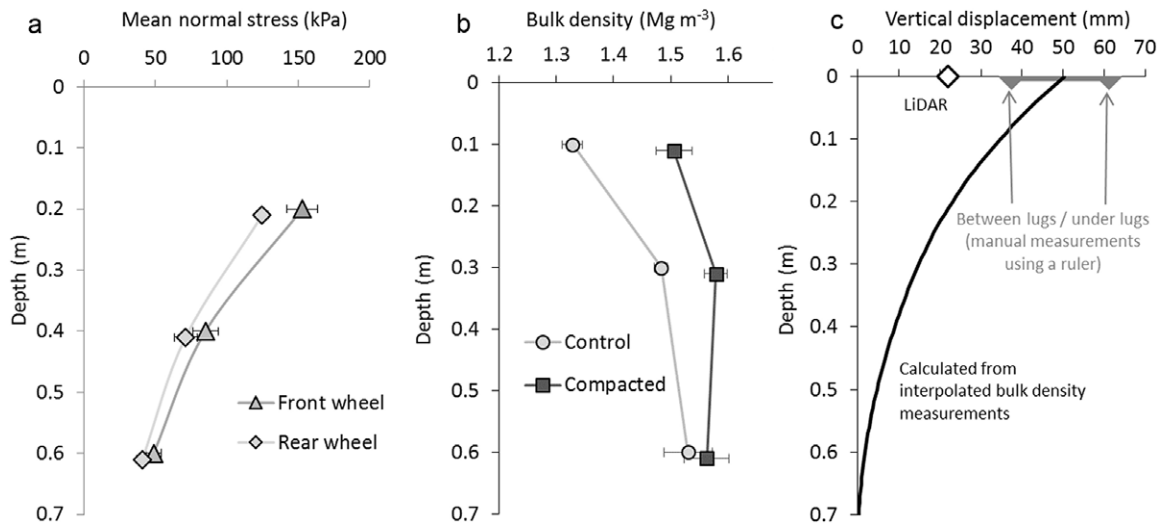 a
Mean normal stress (kPa)
0 50 100 150 200
0
0.1
0.2
0.3
0.4
0.5
0.6
0.7
Depth (m)
Front wheel
Rear wheel
b
Bulk density (Mg m⁻³)
1.2 1.3 1.4 1.5 1.6
0
0.1
0.2
0.3
0.4
0.5
0.6
0.7
Depth (m)
Control
Compacted
c
Vertical displacement (mm)
0 10 20 30 40 50 60 70
0
0.1
0.2
0.3
0.4
0.5
0.6
0.7
Depth (m)
LiDAR
Between lugs / under lugs
(manual measurements
using a ruler)
Calculated from
interpolated bulk density
measurements